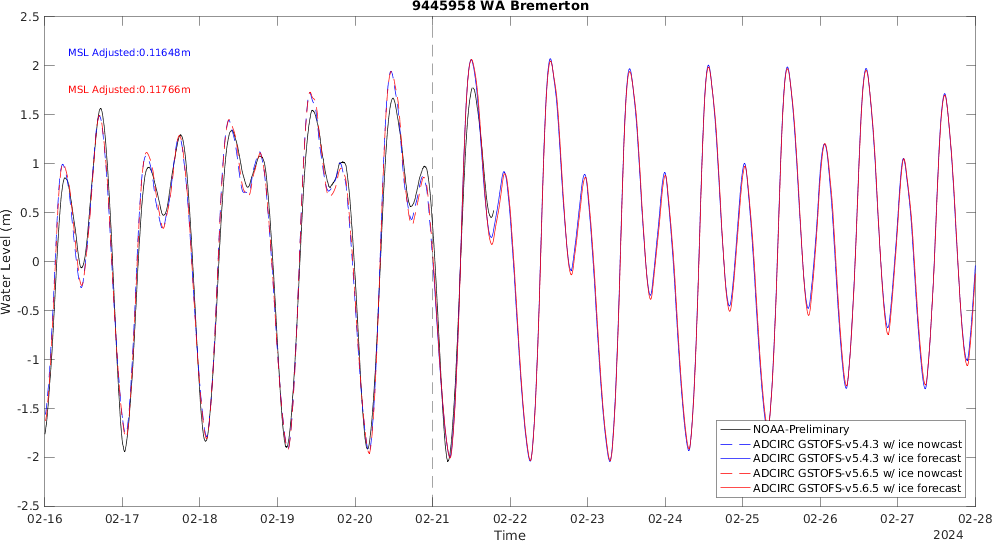 9445958 WA Bremerton
MSL Adjusted:0.11648m
MSL Adjusted:0.11766m
Water Level (m)
2.5
2
1.5
1
0.5
0
-0.5
-1
-1.5
-2
-2.5
NOAA-Preliminary
ADCIRC GSTOFS-v5.4.3 w/ ice nowcast
ADCIRC GSTOFS-v5.4.3 w/ ice forecast
ADCIRC GSTOFS-v5.6.5 w/ ice nowcast
ADCIRC GSTOFS-v5.6.5 w/ ice forecast
02-16 02-17 02-18 02-19 02-20 02-21 02-22 02-23 02-24 02-25 02-26 02-27 02-28
Time
2024